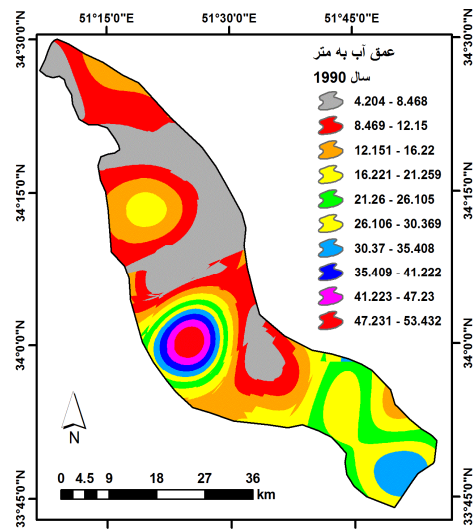 51°15'0"E 51°30'0"E 51°45'0"E
34°30'0"N 34°30'0"N
عمق آب به متر
سال 1990
4.204 - 8.468
8.469 - 12.15
12.151 - 16.22
16.221 - 21.259
21.26 - 26.105
26.106 - 30.369
30.37 - 35.408
35.409 - 41.222
41.223 - 47.23
47.231 - 53.432
34°15'0"N 34°15'0"N
34°0'0"N 34°0'0"N
N
0 4.5 9 18 27 36
km
33°45'0"N 33°45'0"N